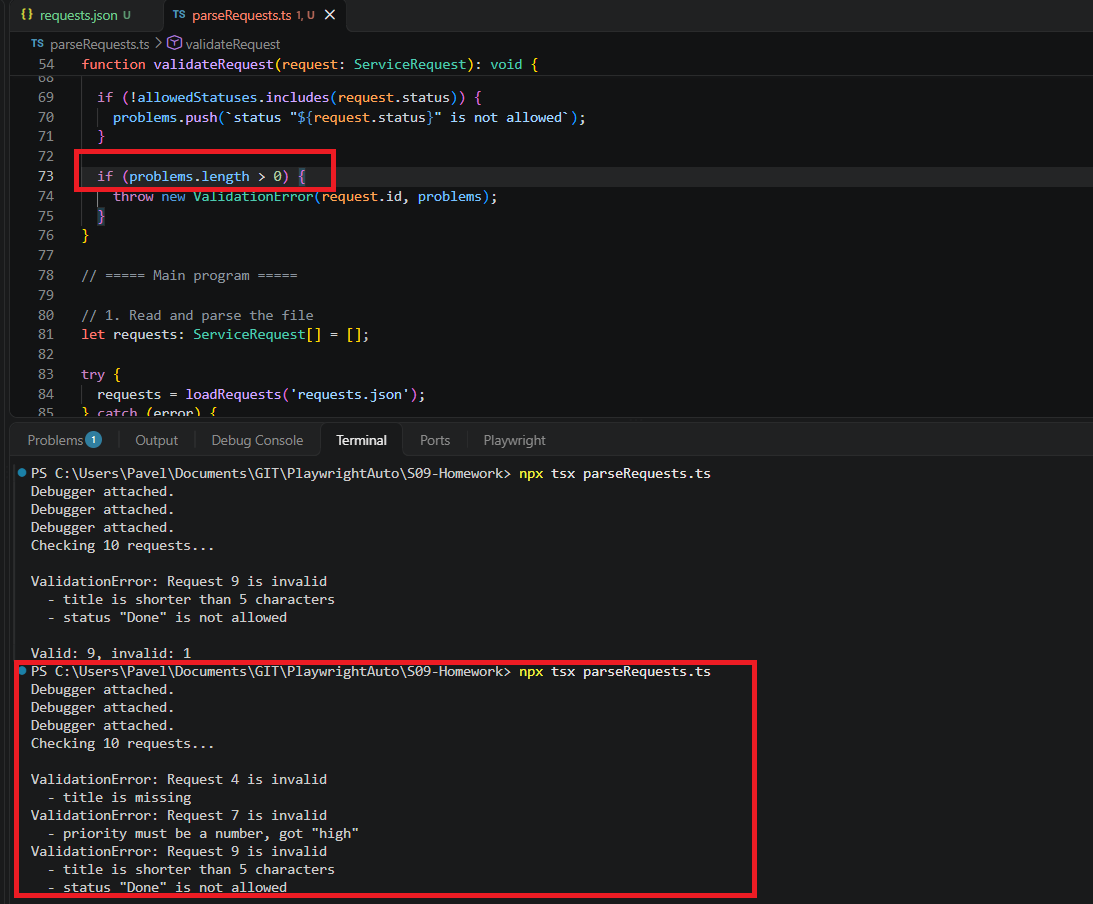 {} requests.json U
TS parseRequests.ts 1, U ×
TS parseRequests.ts > validateRequest
54 function validateRequest(request: ServiceRequest): void {
68
69 if (!allowedStatuses.includes(request.status)) {
70 problems.push(`status "${request.status}" is not allowed`);
71 }
72
73 if (problems.length > 0) {
74 throw new ValidationError(request.id, problems);
75 }
76 }
77
78 // ===== Main program =====
79
80 // 1. Read and parse the file
81 let requests: ServiceRequest[] = [];
82
83 try {
84 requests = loadRequests('requests.json');
85 } catch (error) {
Problems 1 Output Debug Console Terminal Ports Playwright
PS C:\Users\Pavel\Documents\GIT\PlaywrightAuto\S09-Homework> npx tsx parseRequests.ts
Debugger attached.
Debugger attached.
Debugger attached.
Checking 10 requests...
ValidationError: Request 9 is invalid
- title is shorter than 5 characters
- status "Done" is not allowed
Valid: 9, invalid: 1
PS C:\Users\Pavel\Documents\GIT\PlaywrightAuto\S09-Homework> npx tsx parseRequests.ts
Debugger attached.
Debugger attached.
Debugger attached.
Checking 10 requests...
ValidationError: Request 4 is invalid
- title is missing
ValidationError: Request 7 is invalid
- priority must be a number, got "high"
ValidationError: Request 9 is invalid
- title is shorter than 5 characters
- status "Done" is not allowed